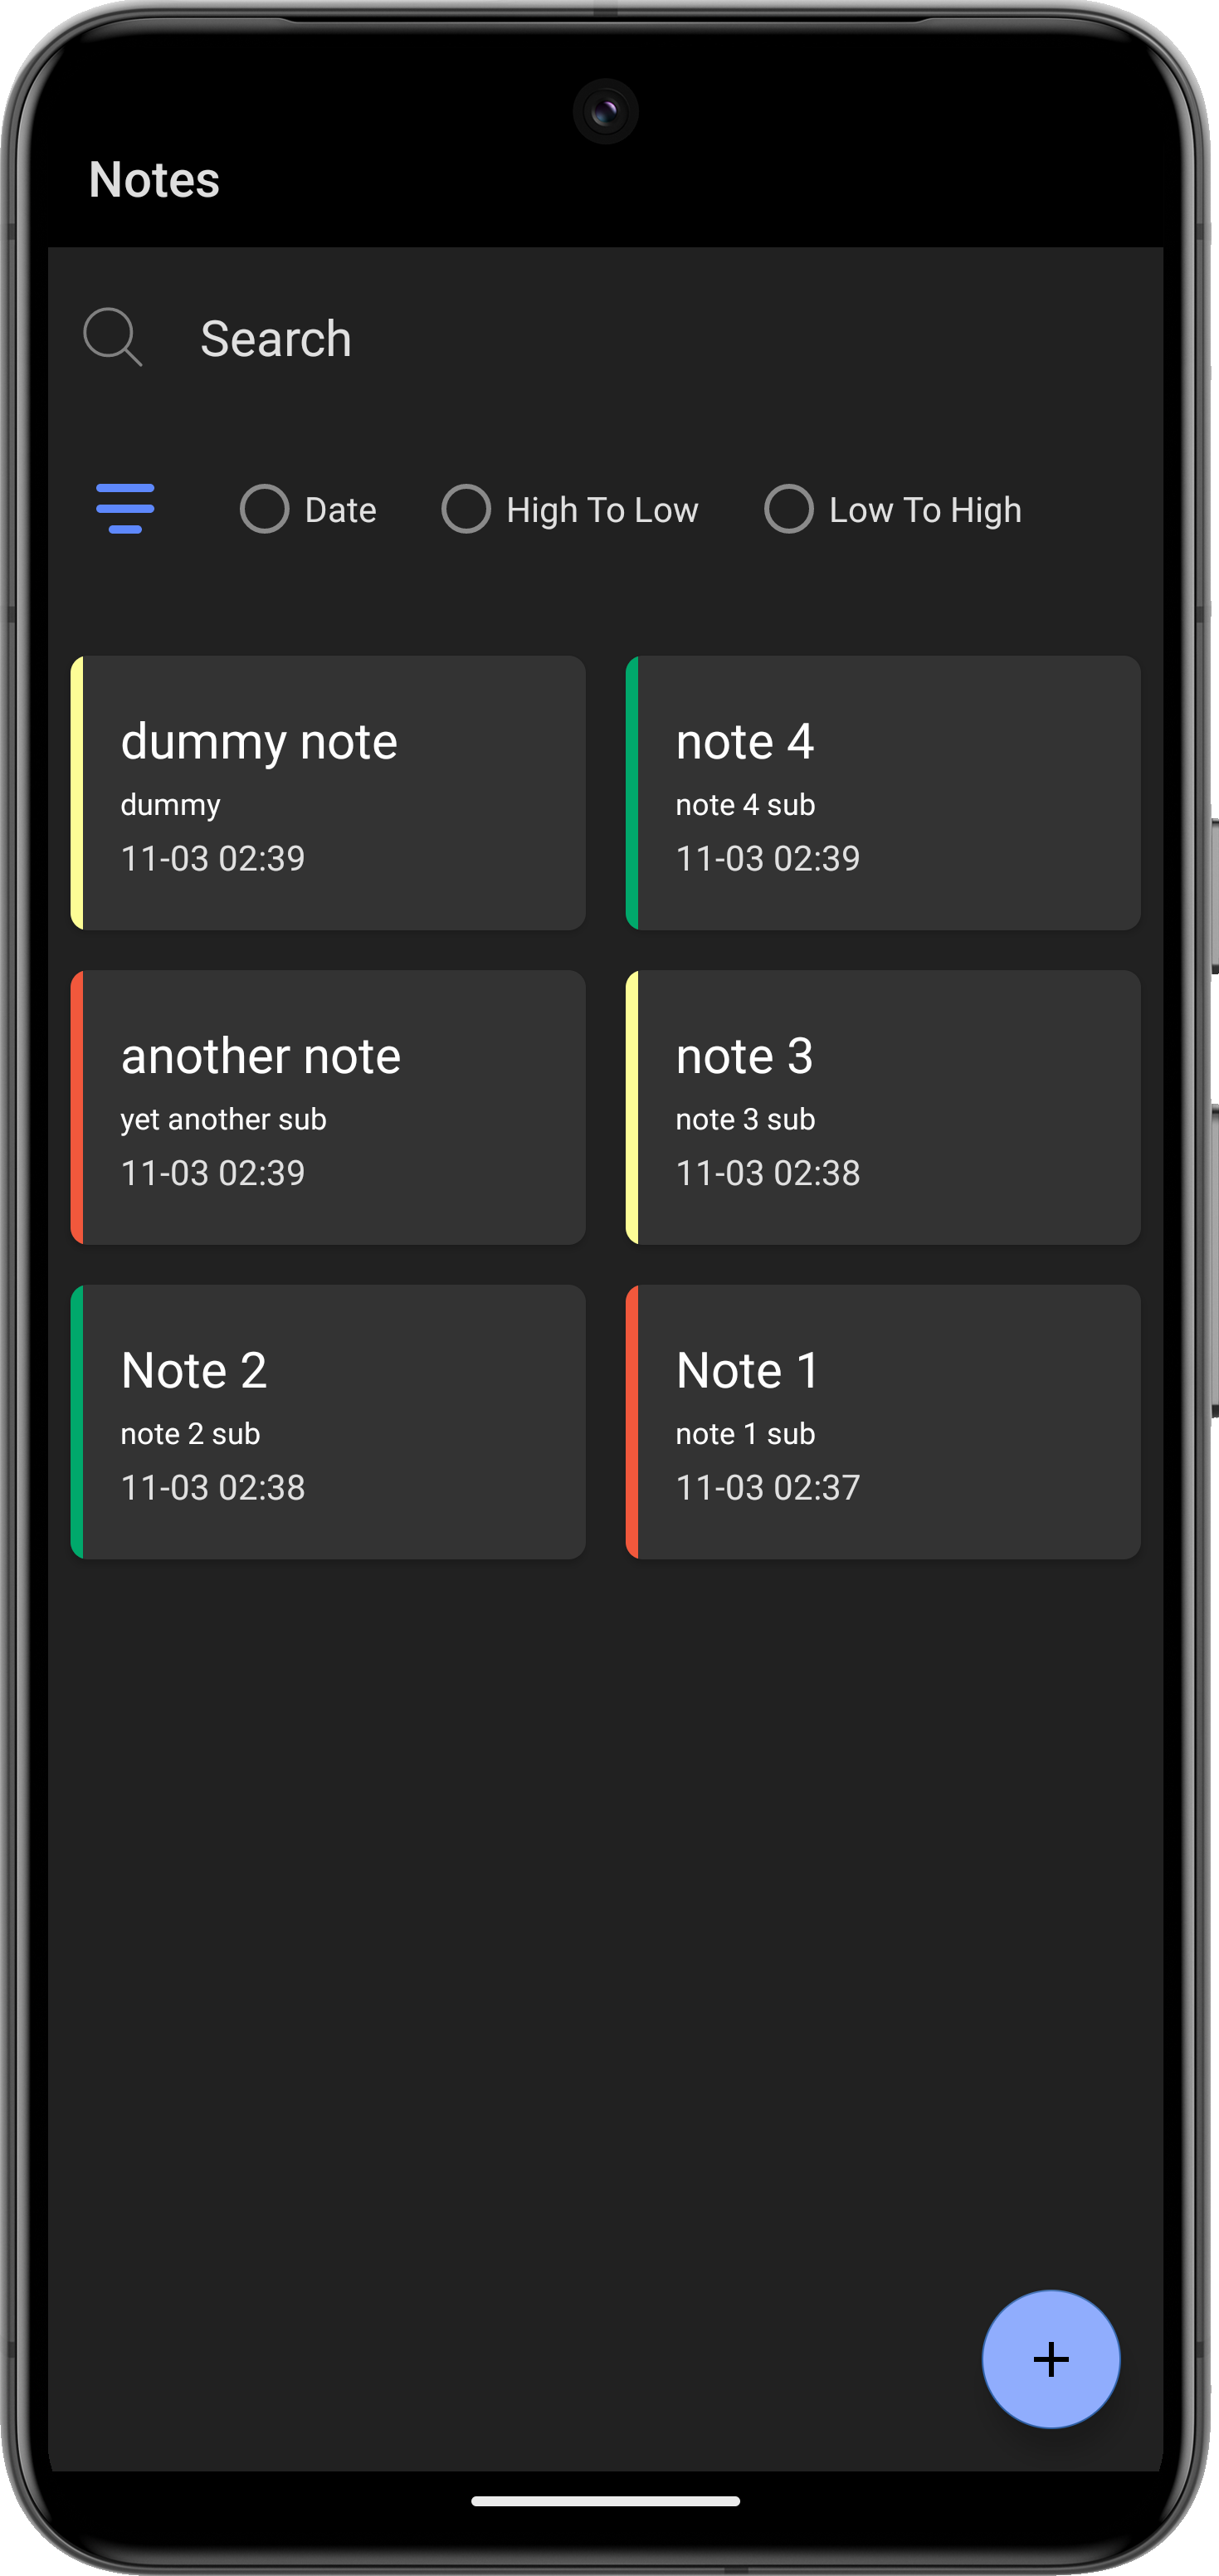 Notes
Search
Date High To Low Low To High
dummy note
dummy
11-03 02:39
note 4
note 4 sub
11-03 02:39
another note
yet another sub
11-03 02:39
note 3
note 3 sub
11-03 02:38
Note 2
note 2 sub
11-03 02:38
Note 1
note 1 sub
11-03 02:37